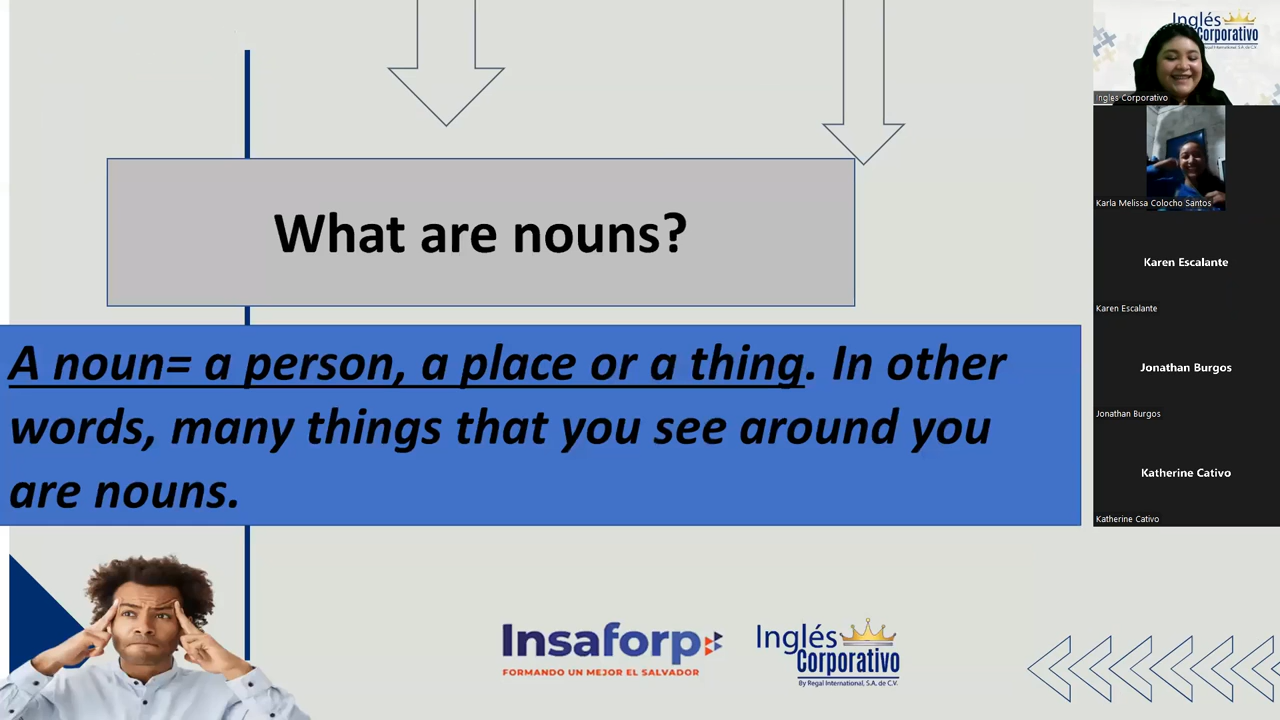 What are nouns?
A noun= a person, a place or a thing. In other
words, many things that you see around you
are nouns.
Insaforp
FORMANDO UN MEJOR EL SALVADOR
Inglés
Corporativo
By Regal International, S.A. de C.V.
Inglés
Corporativo
Ingles Corporativo
Karla Melissa Colocho Santos
Karen Escalante
Karen Escalante
Jonathan Burgos
Jonathan Burgos
Katherine Cativo
Katherine Cativo